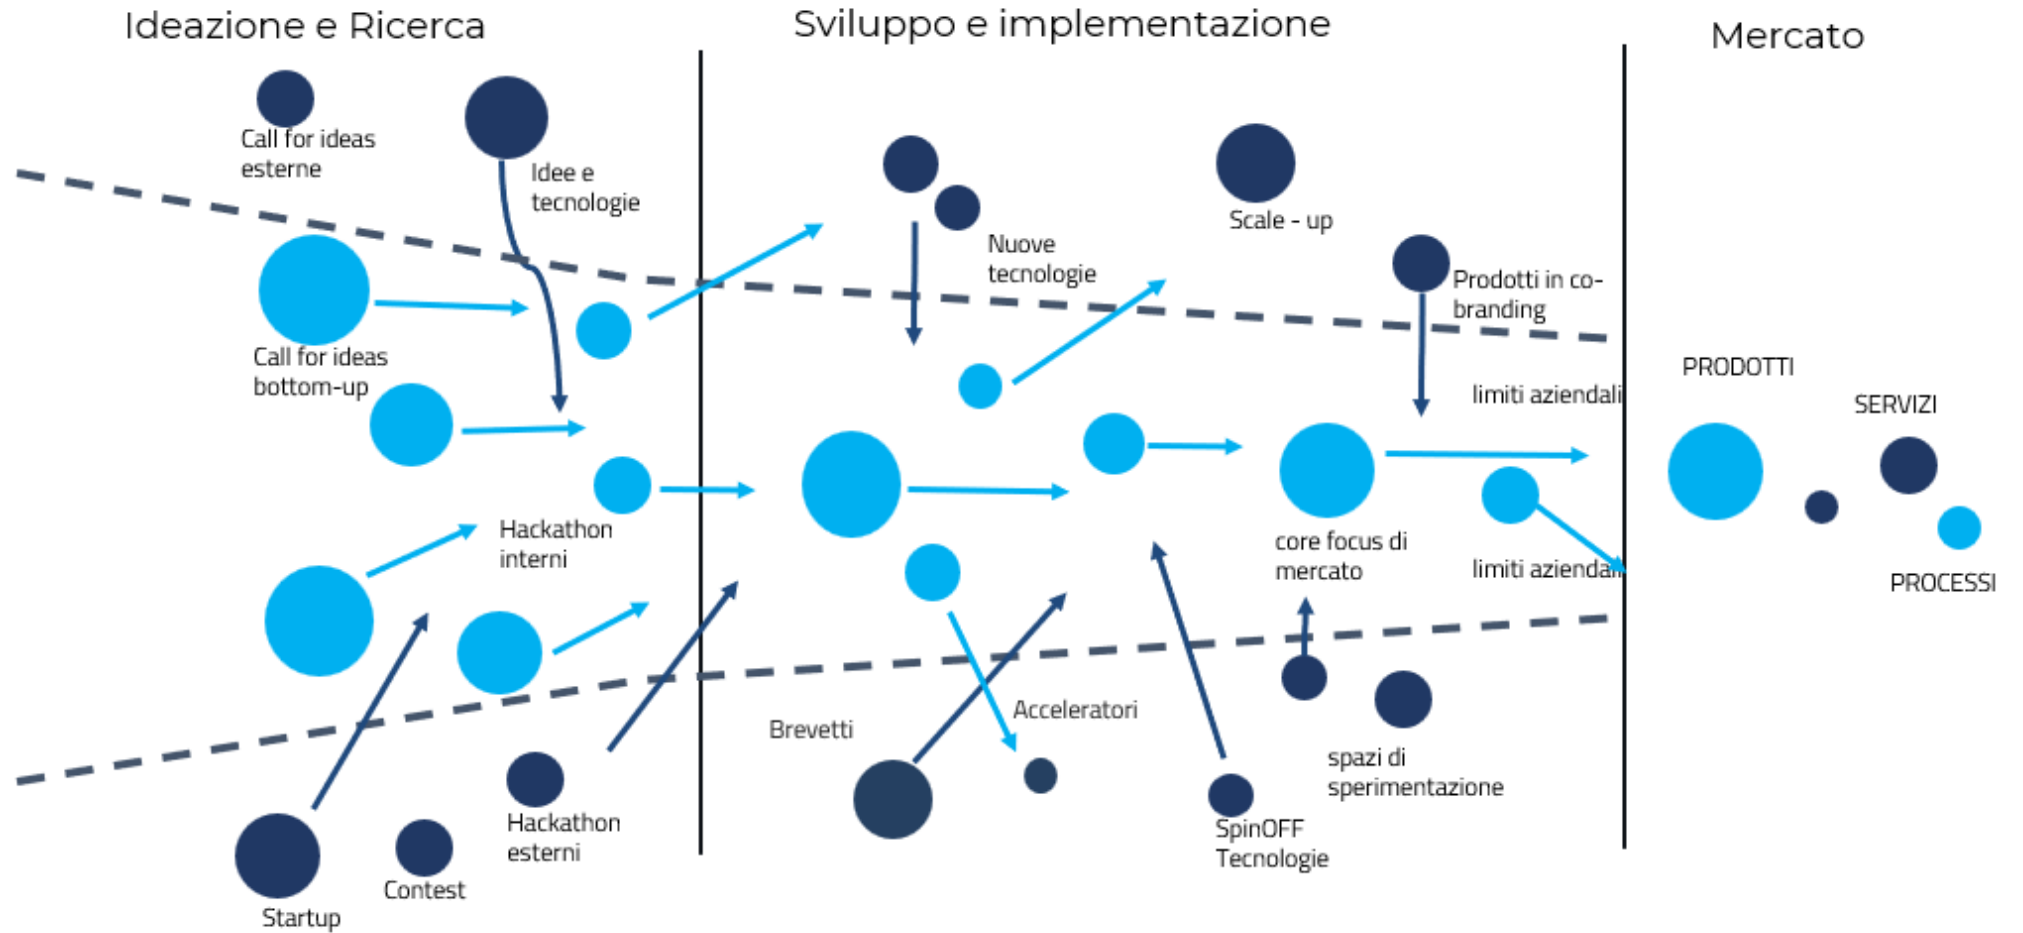 Ideazione e Ricerca
Sviluppo e implementazione
Mercato
Call for ideas
esterne
Idee e
tecnologie
Call for ideas
bottom-up
Hackathon
interni
Startup
Contest
Hackathon
esterni
Nuove
tecnologie
Scale - up
Prodotti in co-
branding
limiti aziendali
core focus di
mercato
limiti aziendali
Brevetti
Acceleratori
SpinOFF
Tecnologie
spazi di
sperimentazione
PRODOTTI
SERVIZI
PROCESSI